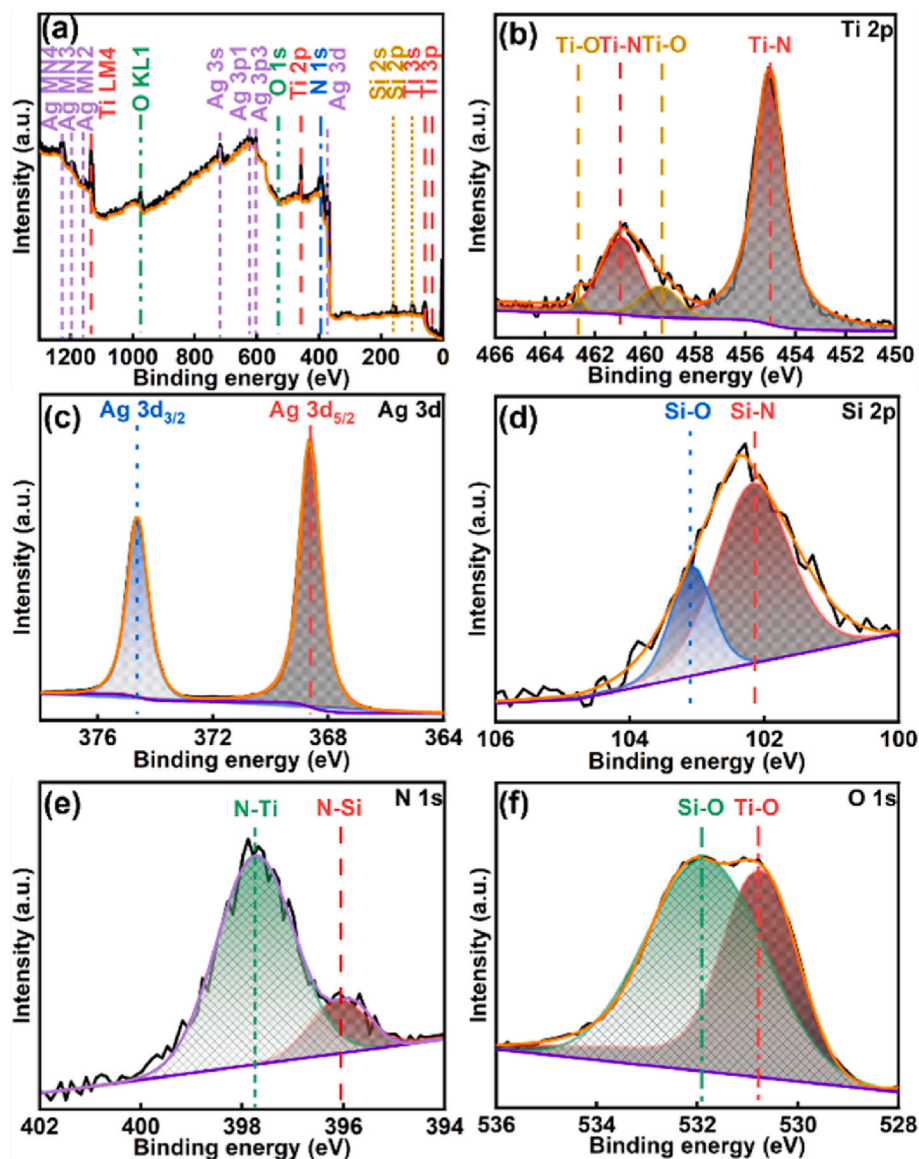 (a)
Ag MN4
Ag MN3
Ag MN2
Ti LM4
O KL1
Ag 3s
Ag 3p1
Ag 3p3
O 1s
Ti 2p
N 1s
Ag 3d
Si 2s
Si 2p
Ti 3s
Ti 3p
Intensity (a.u.)
1200 1000 800 600 400 200 0
Binding energy (eV)
(b)
Ti 2p
Ti-O Ti-N Ti-O Ti-N
Intensity (a.u.)
466 464 462 460 458 456 454 452 450
Binding energy (eV)
(c)
Ag 3d3/2 Ag 3d5/2 Ag 3d
Intensity (a.u.)
376 372 368 364
Binding energy (eV)
(d)
Si-O Si-N Si 2p
Intensity (a.u.)
106 104 102 100
Binding energy (eV)
(e)
N 1s
N-Ti N-Si
Intensity (a.u.)
402 400 398 396 394
Binding energy (eV)
(f)
O 1s
Si-O Ti-O
Intensity (a.u.)
536 534 532 530 528
Binding energy (eV)